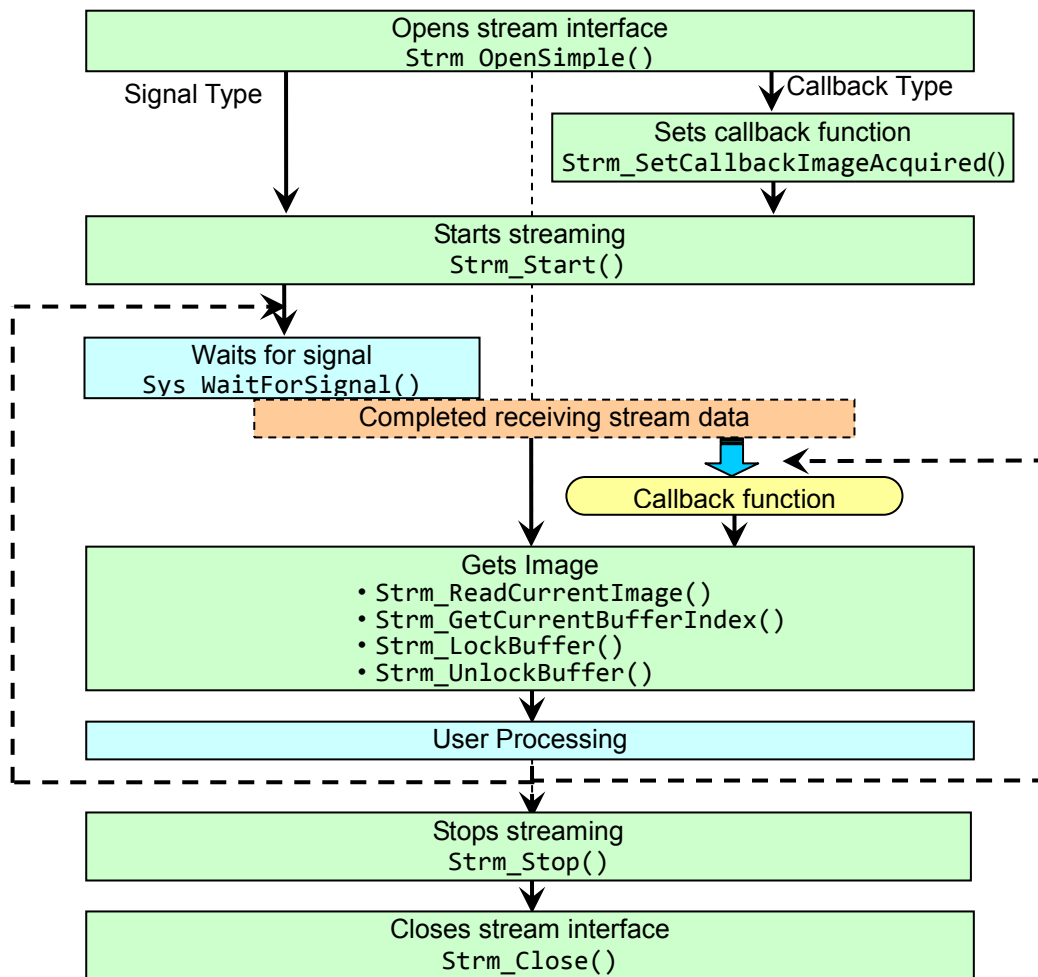 Opens stream interface
Strm OpenSimple()
Signal Type
Callback Type
Sets callback function
Strm_SetCallbackImageAcquired()
Starts streaming
Strm_Start()
Waits for signal
Sys WaitForSignal()
Completed receiving stream data
Callback function
Gets Image
• Strm_ReadCurrentImage()
• Strm_GetCurrentBufferIndex()
• Strm_LockBuffer()
• Strm_UnlockBuffer()
User Processing
Stops streaming
Strm_Stop()
Closes stream interface
Strm_Close()